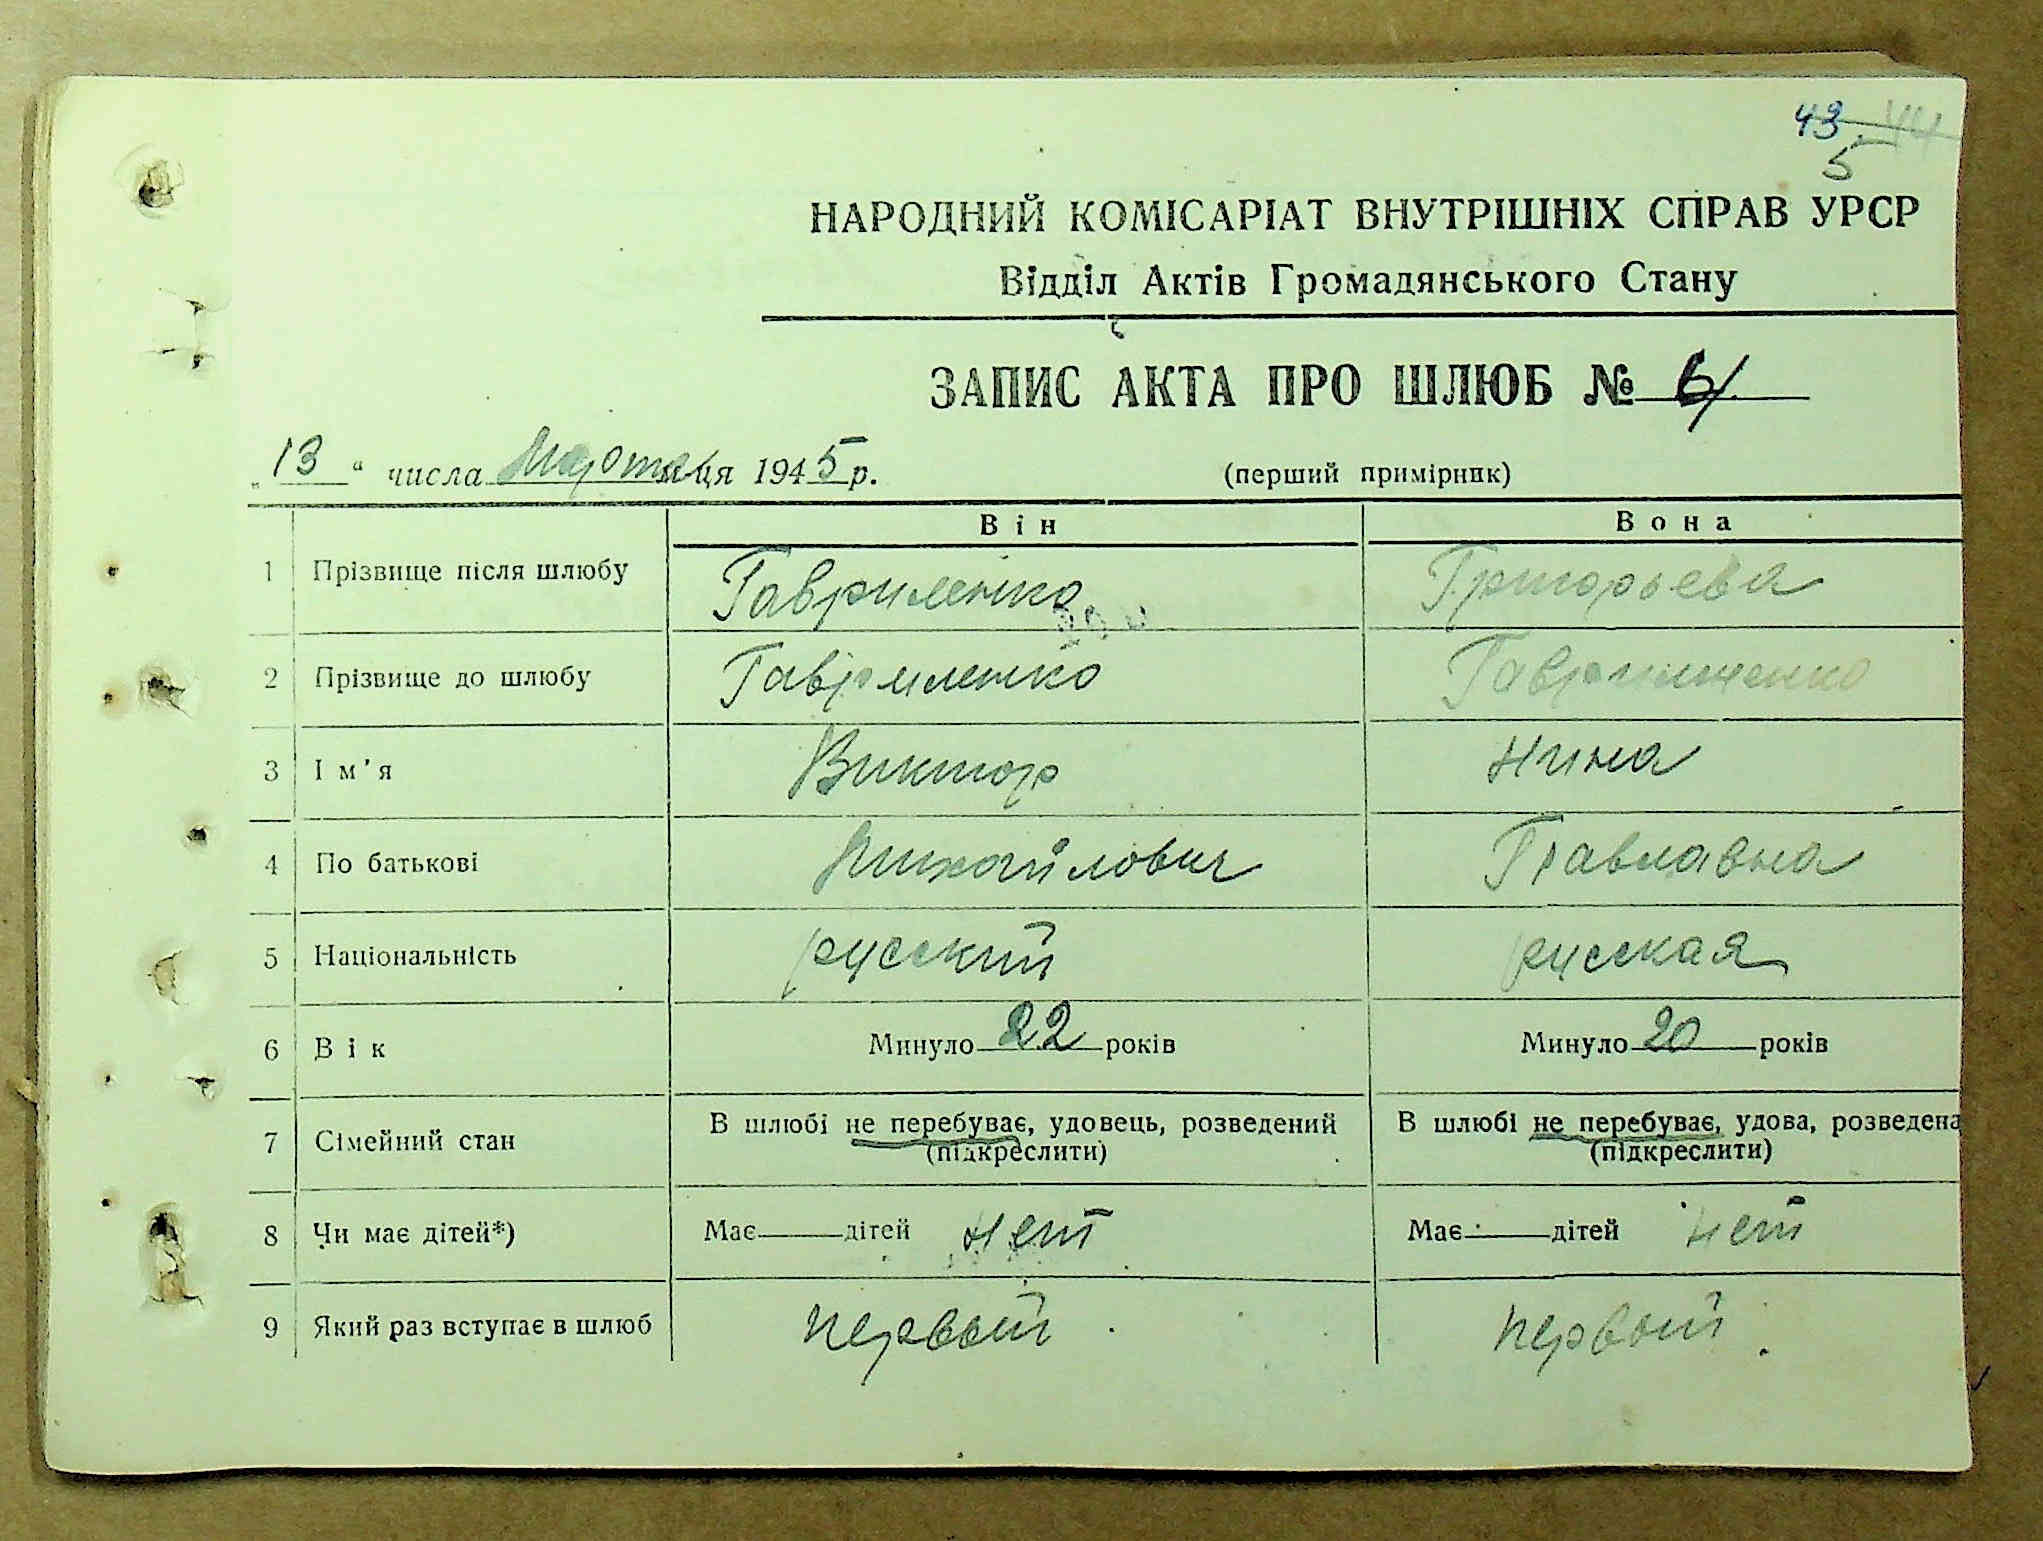 43 44
5
НАРОДНИЙ КОМІСАРІАТ ВНУТРІШНІХ СПРАВ УРСР
Відділ Актів Громадянського Стану
ЗАПИС АКТА ПРО ШЛЮБ №
„13“ числа Марта ця 1945 р.
(перший примірник)
Він Вона
1 Прізвище після шлюбу Гавриленко Григорьева
2 Прізвище до шлюбу Гавриленко
3 Ім'я Виктор Нина
4 По батькові Михайлович
5 Національність русский русская
6 Вік Минуло 22 років Минуло 20 років
7 Сімейний стан В шлюбі не перебуває, удовець, розведений (підкреслити) В шлюбі не перебуває, удова, розведена (підкреслити)
8 Чи має дітей*) Має дітей нет Має дітей нет
9 Який раз вступає в шлюб первый первый